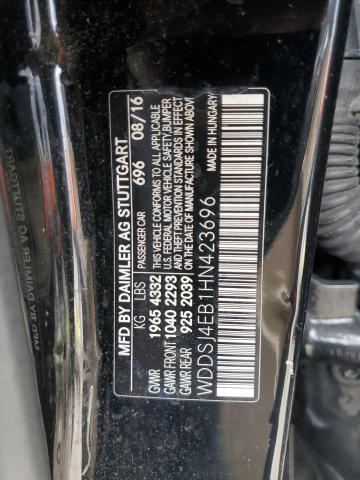 MFD BY DAIMLER AG STUTTGART
KG LBS PASSENGER CAR 696 08/16
GVWR 1965 4332 THIS VEHICLE CONFORMS TO ALL APPLICABLE
GAWR FRONT 1040 2293 U.S. FEDERAL MOTOR VEHICLE SAFETY, BUMPER
GAWR REAR 925 2039 AND THEFT PREVENTION STANDARDS IN EFFECT
ON THE DATE OF MANUFACTURE SHOWN ABOVE
WDDSJ4EB1HN423696 MADE IN HUNGARY